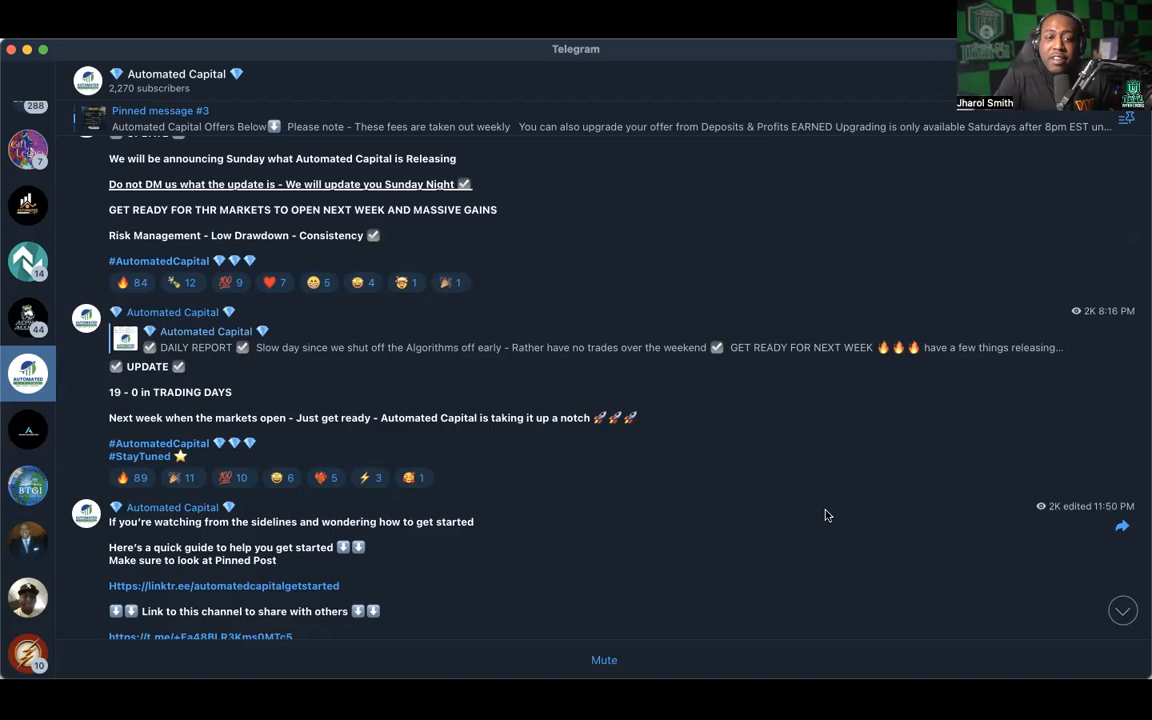 Telegram
288
💎 Automated Capital 💎
2,270 subscribers
Jharol Smith
Pinned message #3
Automated Capital Offers Below⬇️ Please note - These fees are taken out weekly You can also upgrade your offer from Deposits & Profits EARNED Upgrading is only available Saturdays after 8pm EST un...
We will be announcing Sunday what Automated Capital is Releasing
Do not DM us what the update is - We will update you Sunday Night ☑️
GET READY FOR THR MARKETS TO OPEN NEXT WEEK AND MASSIVE GAINS
Risk Management - Low Drawdown - Consistency ☑️
#AutomatedCapital 💎💎💎
🔥 84 🍾 12 💯 9 ❤️ 7 😁 5 🤩 4 🤯 1 🎉 1
7
14
44
💎 Automated Capital 💎
2K 8:16 PM
💎 Automated Capital 💎
☑️ DAILY REPORT ☑️ Slow day since we shut off the Algorithms off early - Rather have no trades over the weekend ☑️ GET READY FOR NEXT WEEK 🔥🔥🔥 have a few things releasing...
☑️ UPDATE ☑️
19 - 0 in TRADING DAYS
Next week when the markets open - Just get ready - Automated Capital is taking it up a notch 🚀🚀🚀
#AutomatedCapital 💎💎💎
#StayTuned ⭐
🔥 89 🎉 11 💯 10 🤩 6 ❤️‍🔥 5 ⚡ 3 🥰 1
BTGI
💎 Automated Capital 💎
2K edited 11:50 PM
If you're watching from the sidelines and wondering how to get started
Here's a quick guide to help you get started ⬇️⬇️
Make sure to look at Pinned Post
Https://linktr.ee/automatedcapitalgetstarted
⬇️⬇️ Link to this channel to share with others ⬇️⬇️
10
Mute